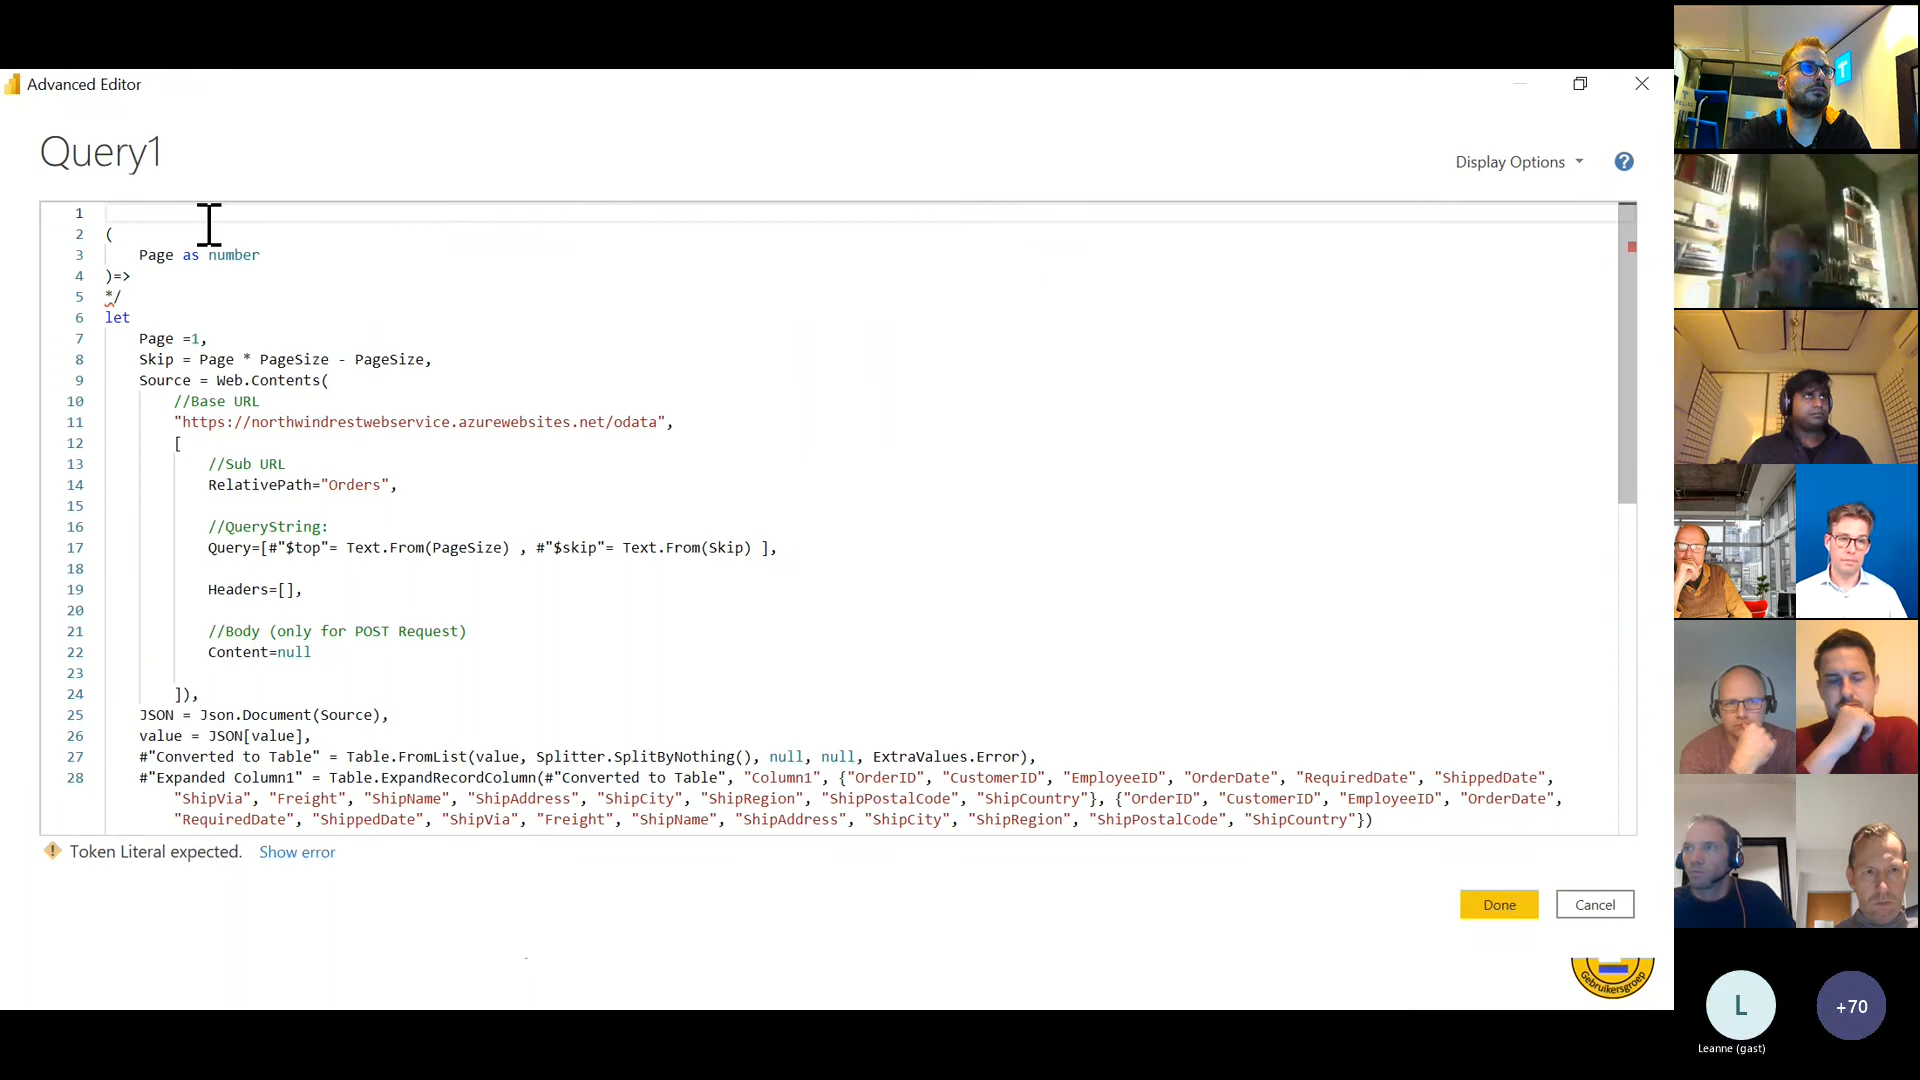 Advanced Editor
Query1
Display Options
?
1
2 (
3 Page as number
4 )=>
5 */
6 let
7 Page =1,
8 Skip = Page * PageSize - PageSize,
9 Source = Web.Contents(
10 //Base URL
11 "https://northwindrestwebservice.azurewebsites.net/odata",
12 [
13 //Sub URL
14 RelativePath="Orders",
15
16 //QueryString:
17 Query=[#"$top"= Text.From(PageSize) , #"$skip"= Text.From(Skip) ],
18
19 Headers=[],
20
21 //Body (only for POST Request)
22 Content=null
23
24 ]),
25 JSON = Json.Document(Source),
26 value = JSON[value],
27 #"Converted to Table" = Table.FromList(value, Splitter.SplitByNothing(), null, null, ExtraValues.Error),
28 #"Expanded Column1" = Table.ExpandRecordColumn(#"Converted to Table", "Column1", {"OrderID", "CustomerID", "EmployeeID", "OrderDate", "RequiredDate", "ShippedDate",
"ShipVia", "Freight", "ShipName", "ShipAddress", "ShipCity", "ShipRegion", "ShipPostalCode", "ShipCountry"}, {"OrderID", "CustomerID", "EmployeeID", "OrderDate",
"RequiredDate", "ShippedDate", "ShipVia", "Freight", "ShipName", "ShipAddress", "ShipCity", "ShipRegion", "ShipPostalCode", "ShipCountry"})
Token Literal expected. Show error
Done
Cancel
Gebruikersgroep
L
+70
Leanne (gast)